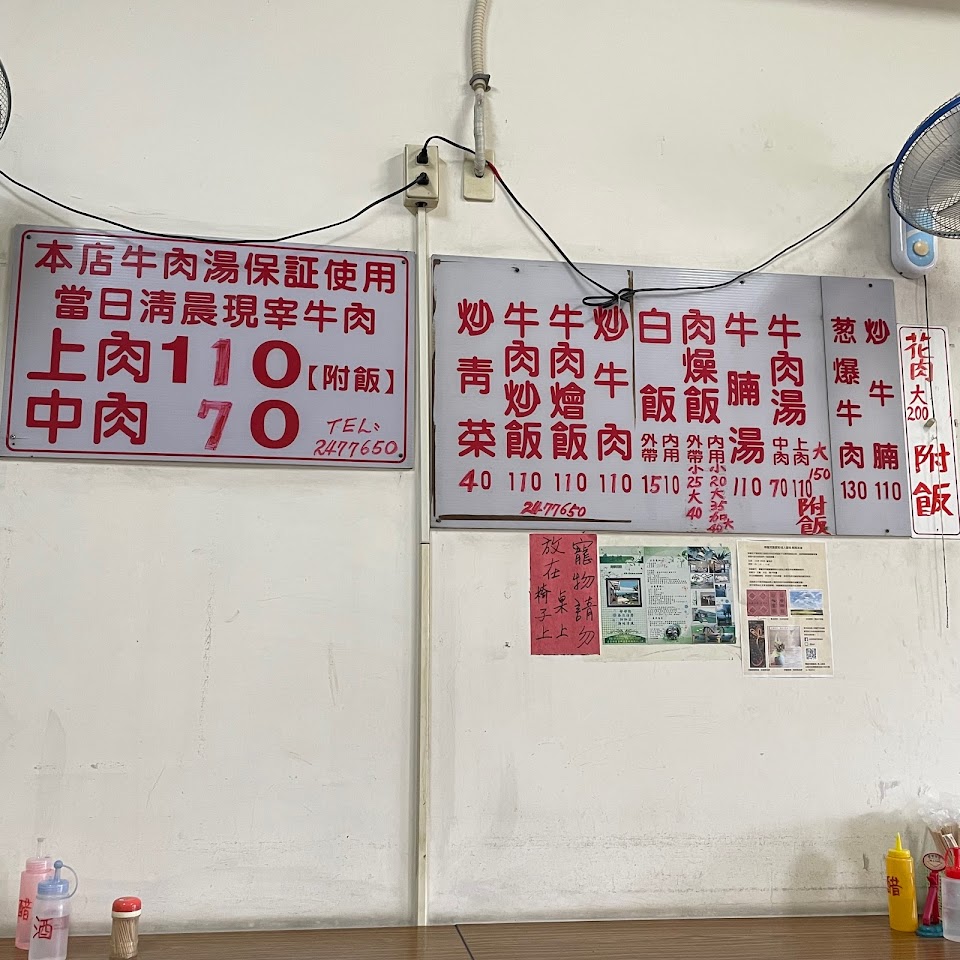 本店牛肉湯保証使用
當日清晨現宰牛肉
上肉110【附飯】
中肉 70
TEL:
2477650
葱爆牛肉 130
炒牛腩 110
牛肉湯 中肉70 上肉110 大150 附飯
牛腩湯 110
肉燥飯 外帶小25大40 內用小20大35
白飯 外帶15 內用10
炒牛肉 110
牛肉燴飯 110
牛肉炒飯 110
炒青菜 40
2477650
花肉大200附飯
寵物請勿
放在桌上
椅子上
醋
酒
醋